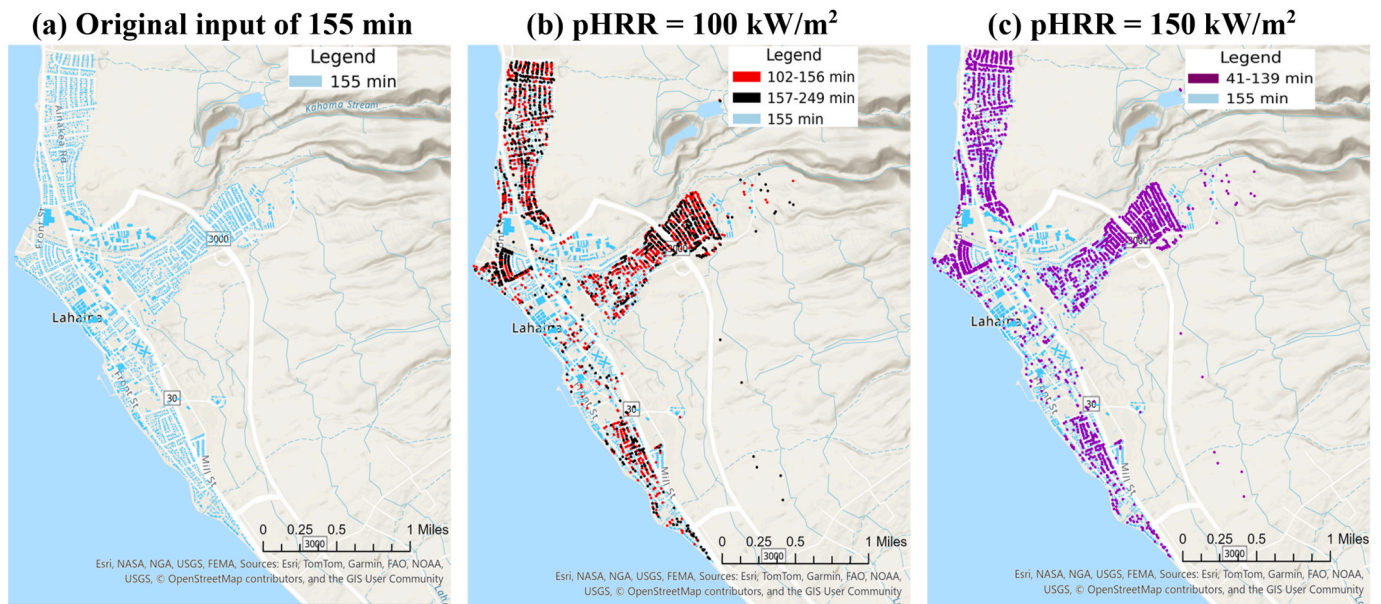 (a) Original input of 155 min
Legend
155 min
Kahoma Stream
Ainakea Rd
Front St
3000
Lahaina
Front St
30
Mill St
0 0.25 0.5 1 Miles
3000
Esri, NASA, NGA, USGS, FEMA, Sources: Esri, TomTom, Garmin, FAO, NOAA,
USGS, © OpenStreetMap contributors, and the GIS User Community
(b) pHRR = 100 kW/m²
Legend
102-156 min
157-249 min
155 min
Lahaina
30
Mill St
0 0.25 0.5 1 Miles
3000
Esri, NASA, NGA, USGS, FEMA, Sources: Esri, TomTom, Garmin, FAO, NOAA,
USGS, © OpenStreetMap contributors, and the GIS User Community
(c) pHRR = 150 kW/m²
Legend
41-139 min
155 min
Lahaina
30
Mill St
0 0.25 0.5 1 Miles
3000
Esri, NASA, NGA, USGS, FEMA, Sources: Esri, TomTom, Garmin, FAO, NOAA,
USGS, © OpenStreetMap contributors, and the GIS User Community